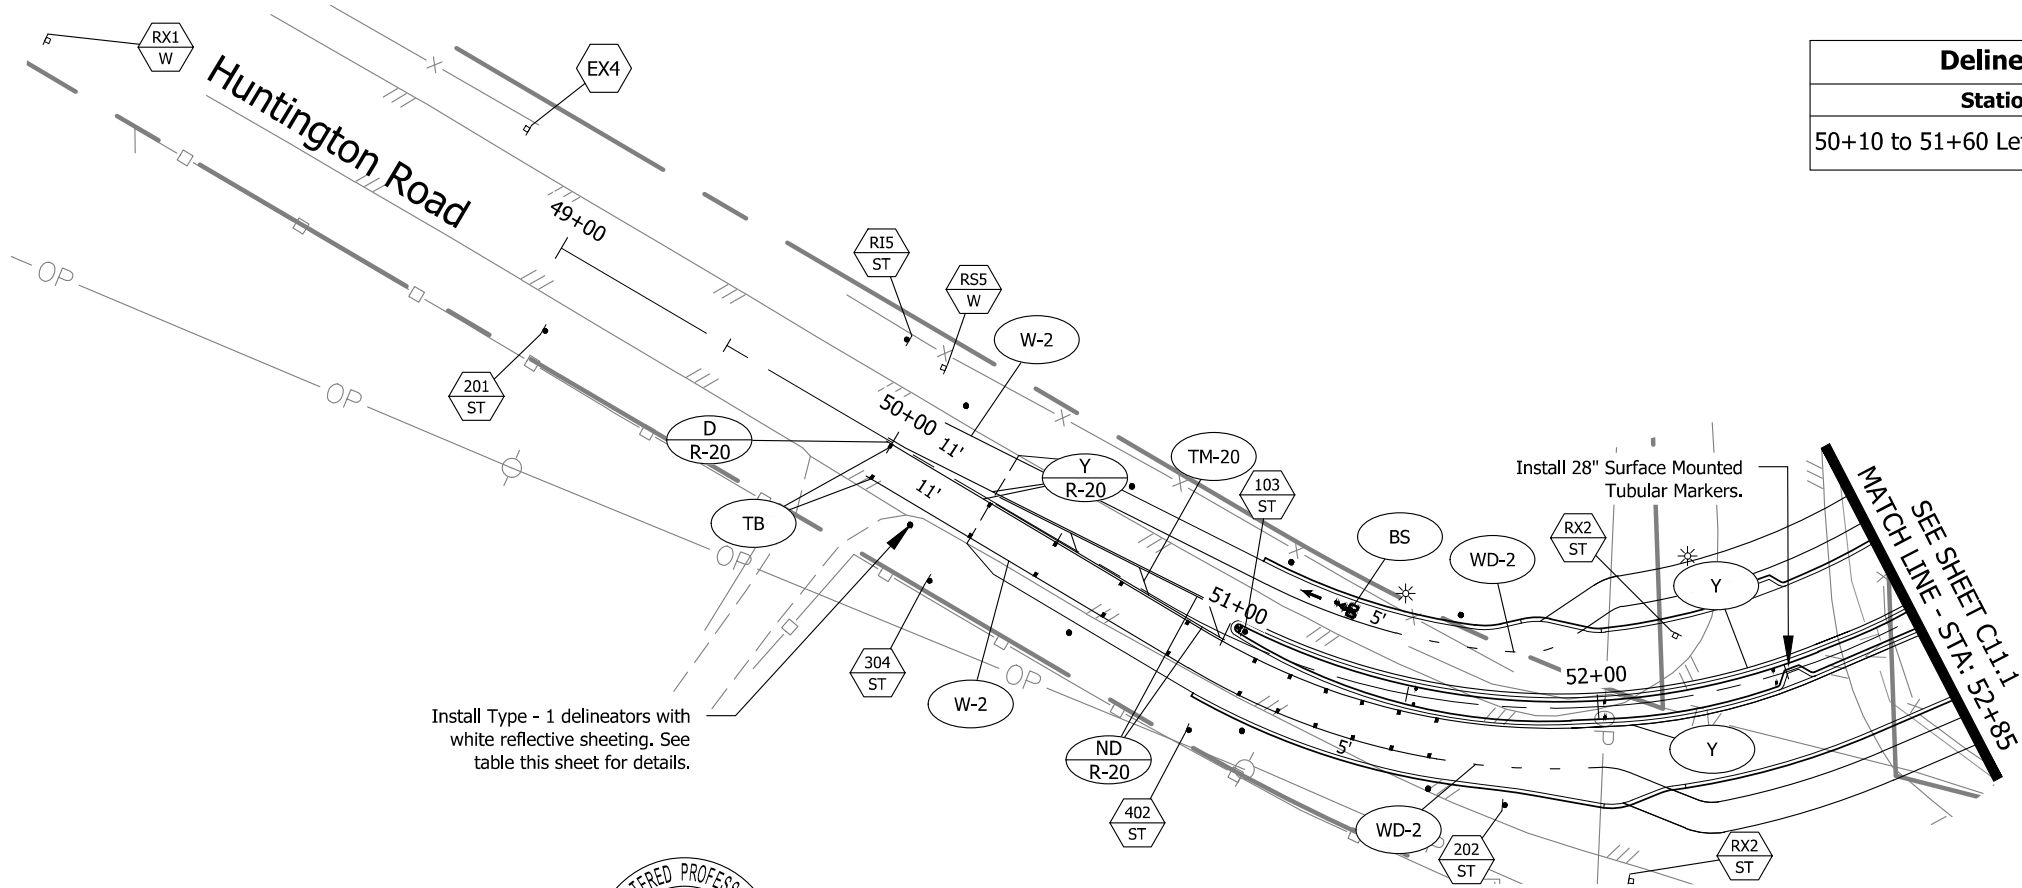 RX1
W
EX4
Huntington Road
Deline
Statio
50+10 to 51+60 Le
49+00
OP
RI5
ST
RS5
W
W-2
201
ST
OP
50+00
11'
D
R-20
Y
R-20
TM-20
103
ST
Install 28" Surface Mounted
Tubular Markers.
11'
TB
BS
WD-2
RX2
ST
Y
SEE SHEET C11.1
MATCH LINE - STA: 52+85
OP
51+00
5'
52+00
304
ST
OP
W-2
Install Type - 1 delineators with
white reflective sheeting. See
table this sheet for details.
ND
R-20
5'
Y
402
ST
WD-2
202
ST
RX2
ST
TERED PROFESS